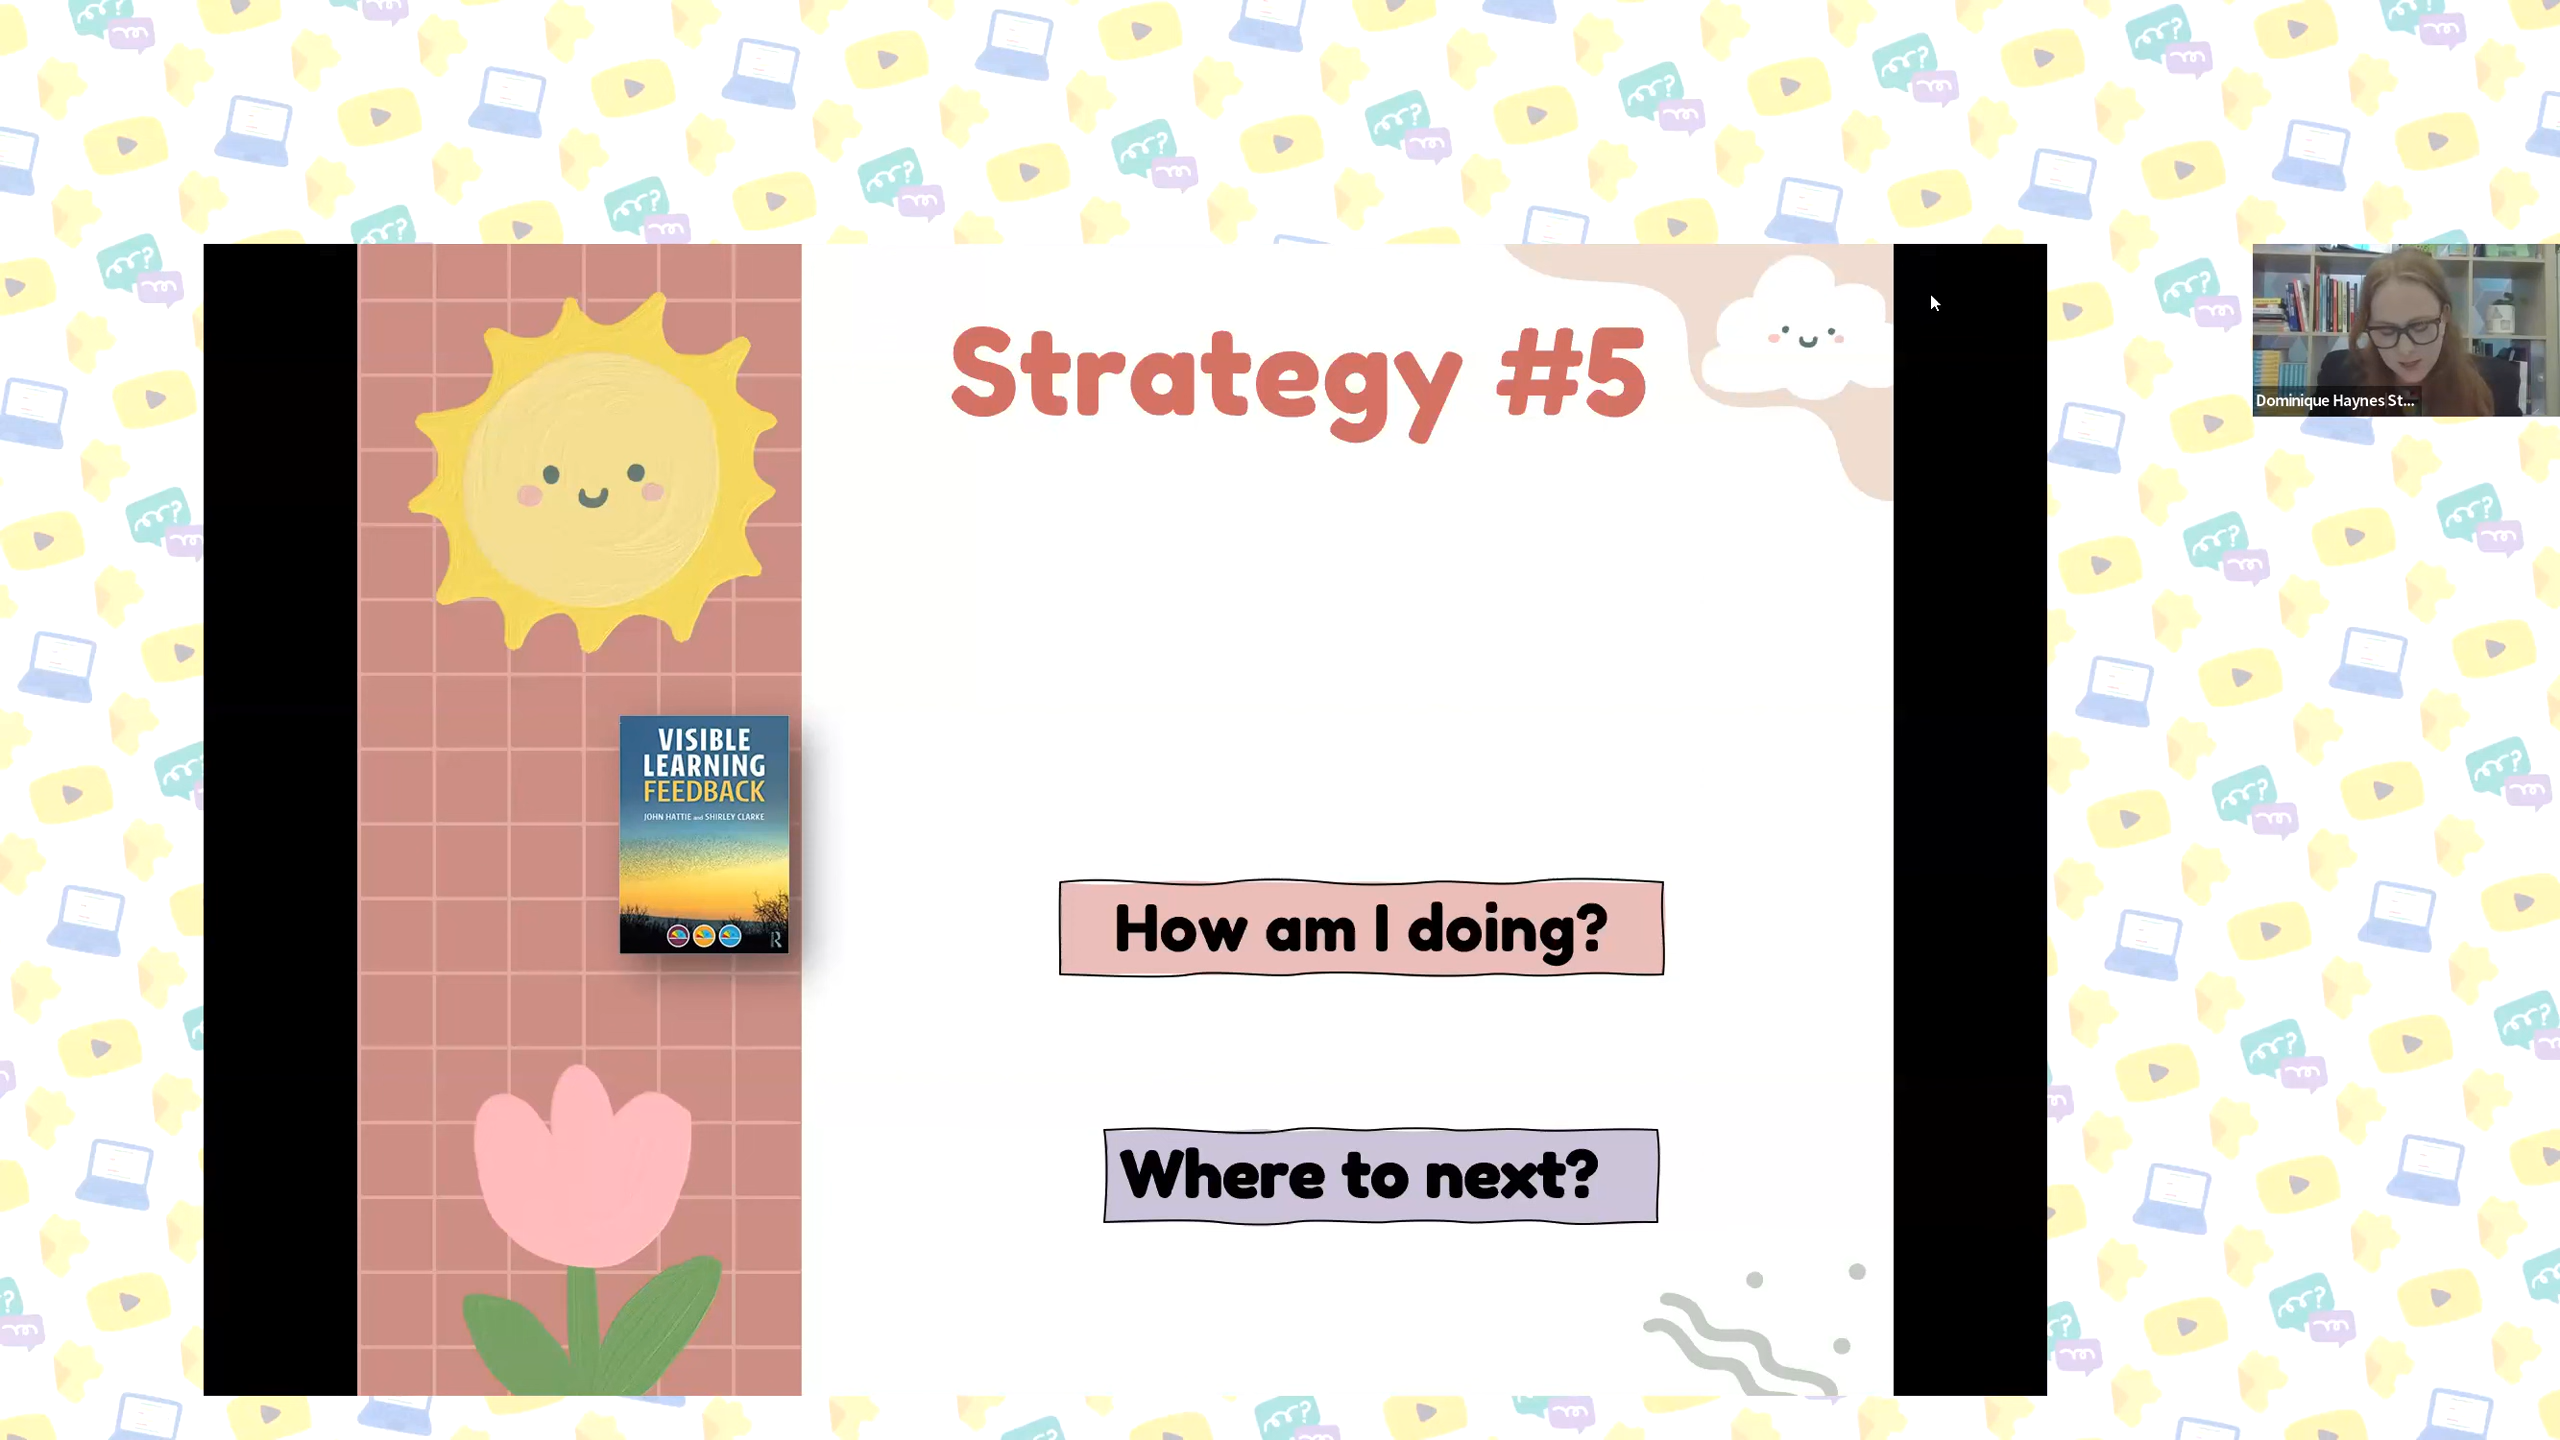 Strategy #5
VISIBLE
LEARNING
FEEDBACK
JOHN HATTIE and SHIRLEY CLARKE
How am I doing?
Where to next?
Dominique Haynes St...